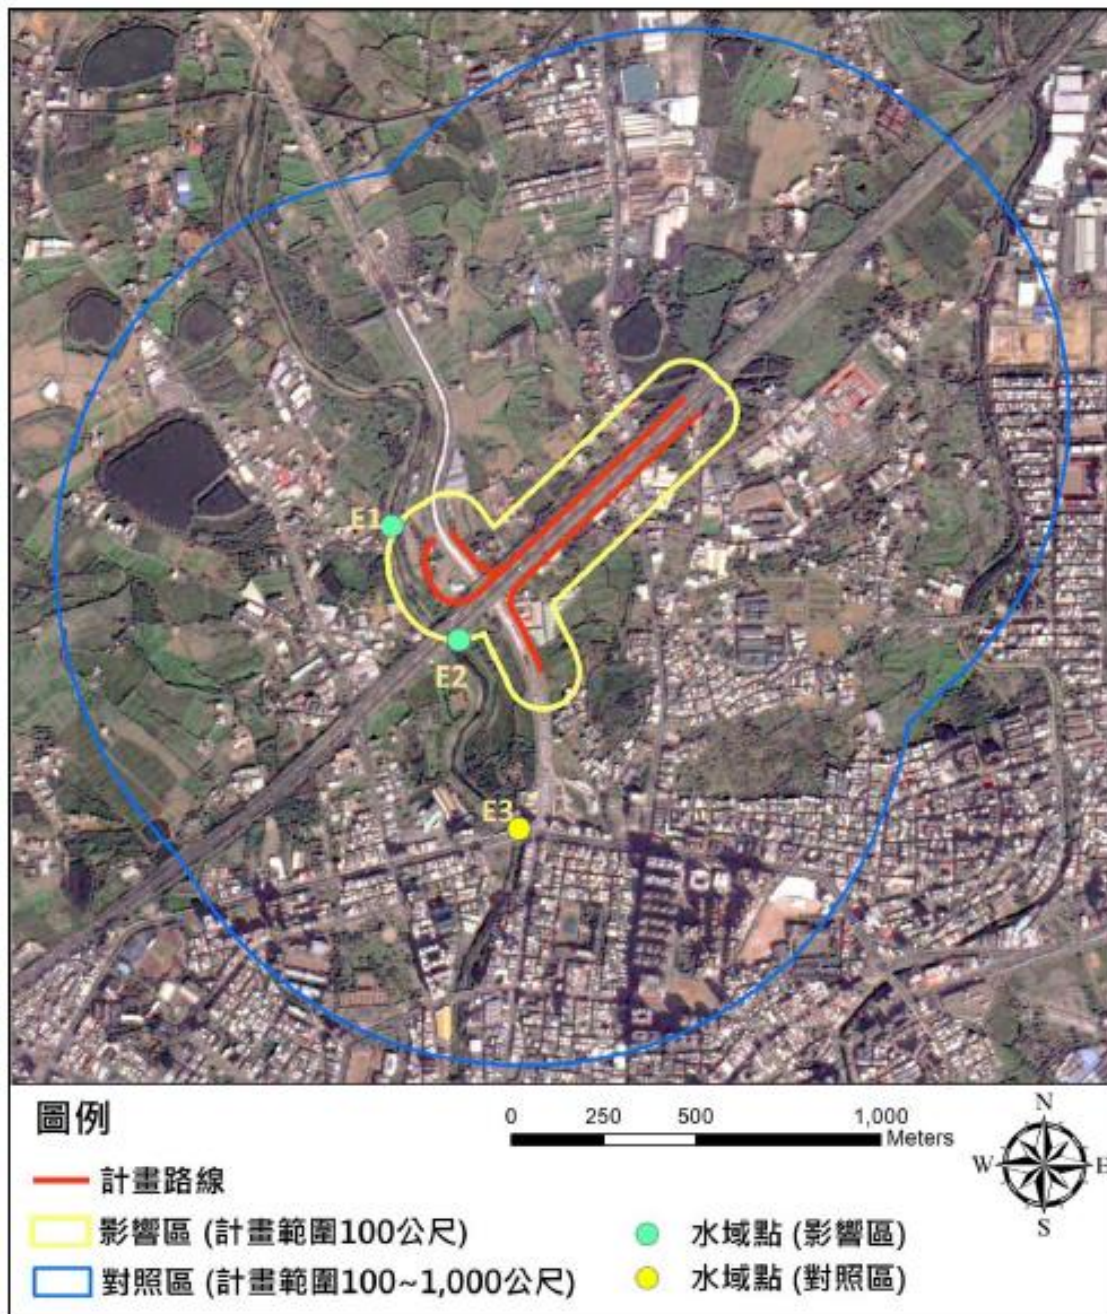 E1
E2
E3
圖例
0 250 500 1,000
Meters
N
W E
S
計畫路線
影響區 (計畫範圍100公尺)
水域點 (影響區)
對照區 (計畫範圍100~1,000公尺)
水域點 (對照區)